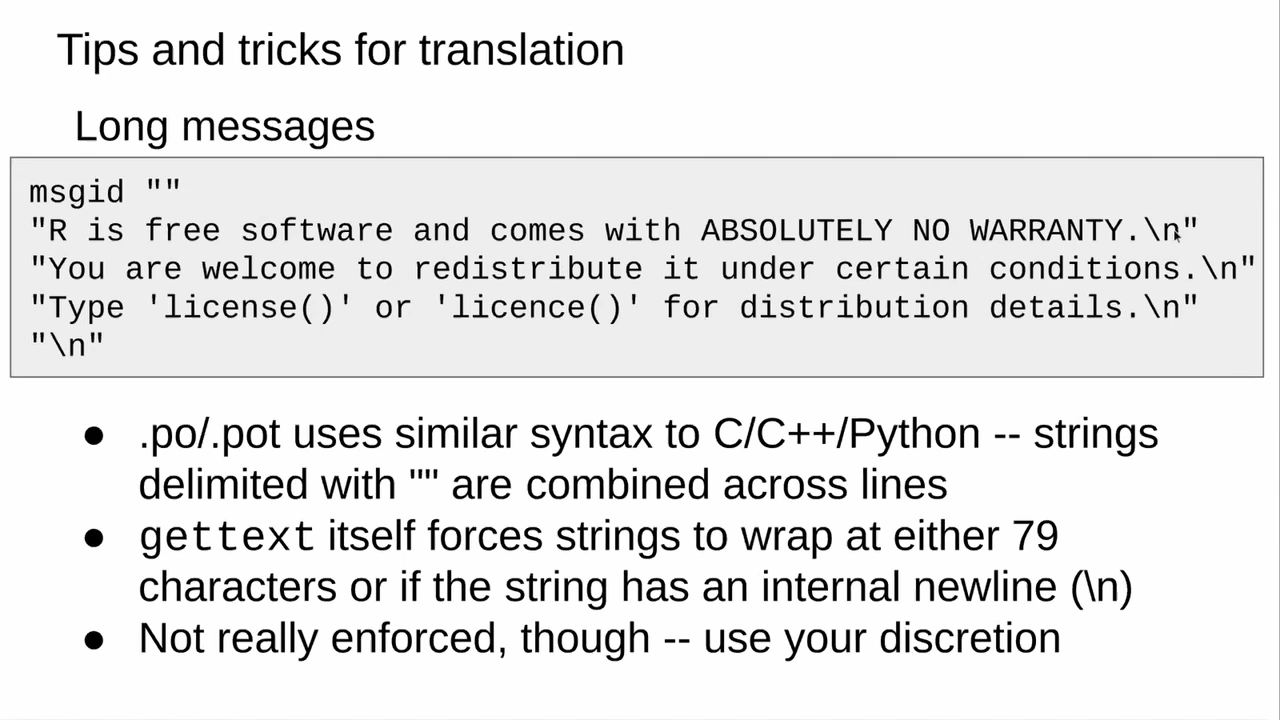 Tips and tricks for translation
Long messages
msgid ""
"R is free software and comes with ABSOLUTELY NO WARRANTY.\n"
"You are welcome to redistribute it under certain conditions.\n"
"Type 'license()' or 'licence()' for distribution details.\n"
"\n"
● .po/.pot uses similar syntax to C/C++/Python -- strings
delimited with "" are combined across lines
● gettext itself forces strings to wrap at either 79
characters or if the string has an internal newline (\n)
● Not really enforced, though -- use your discretion